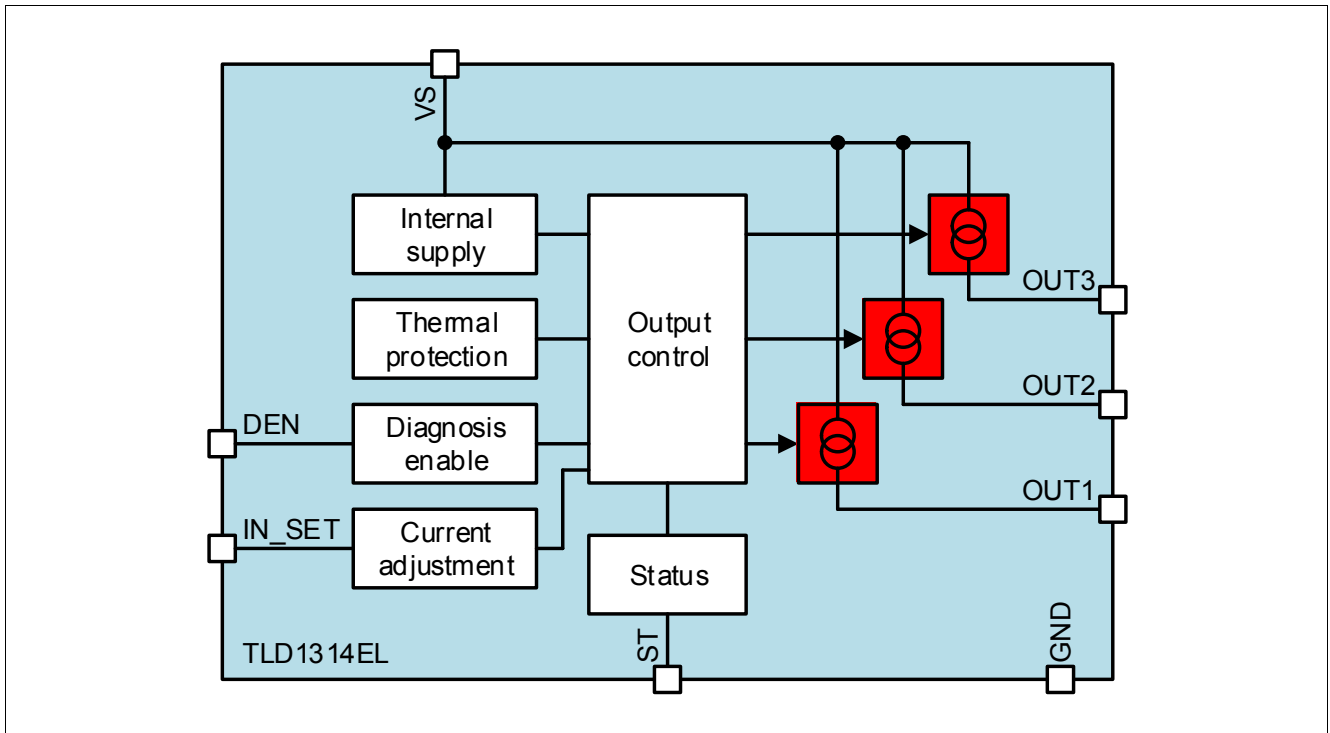 VS
Internal
supply
Thermal
protection
Output
control
OUT3
OUT2
DEN
Diagnosis
enable
OUT1
IN_SET
Current
adjustment
Status
ST
GND
TLD1314EL